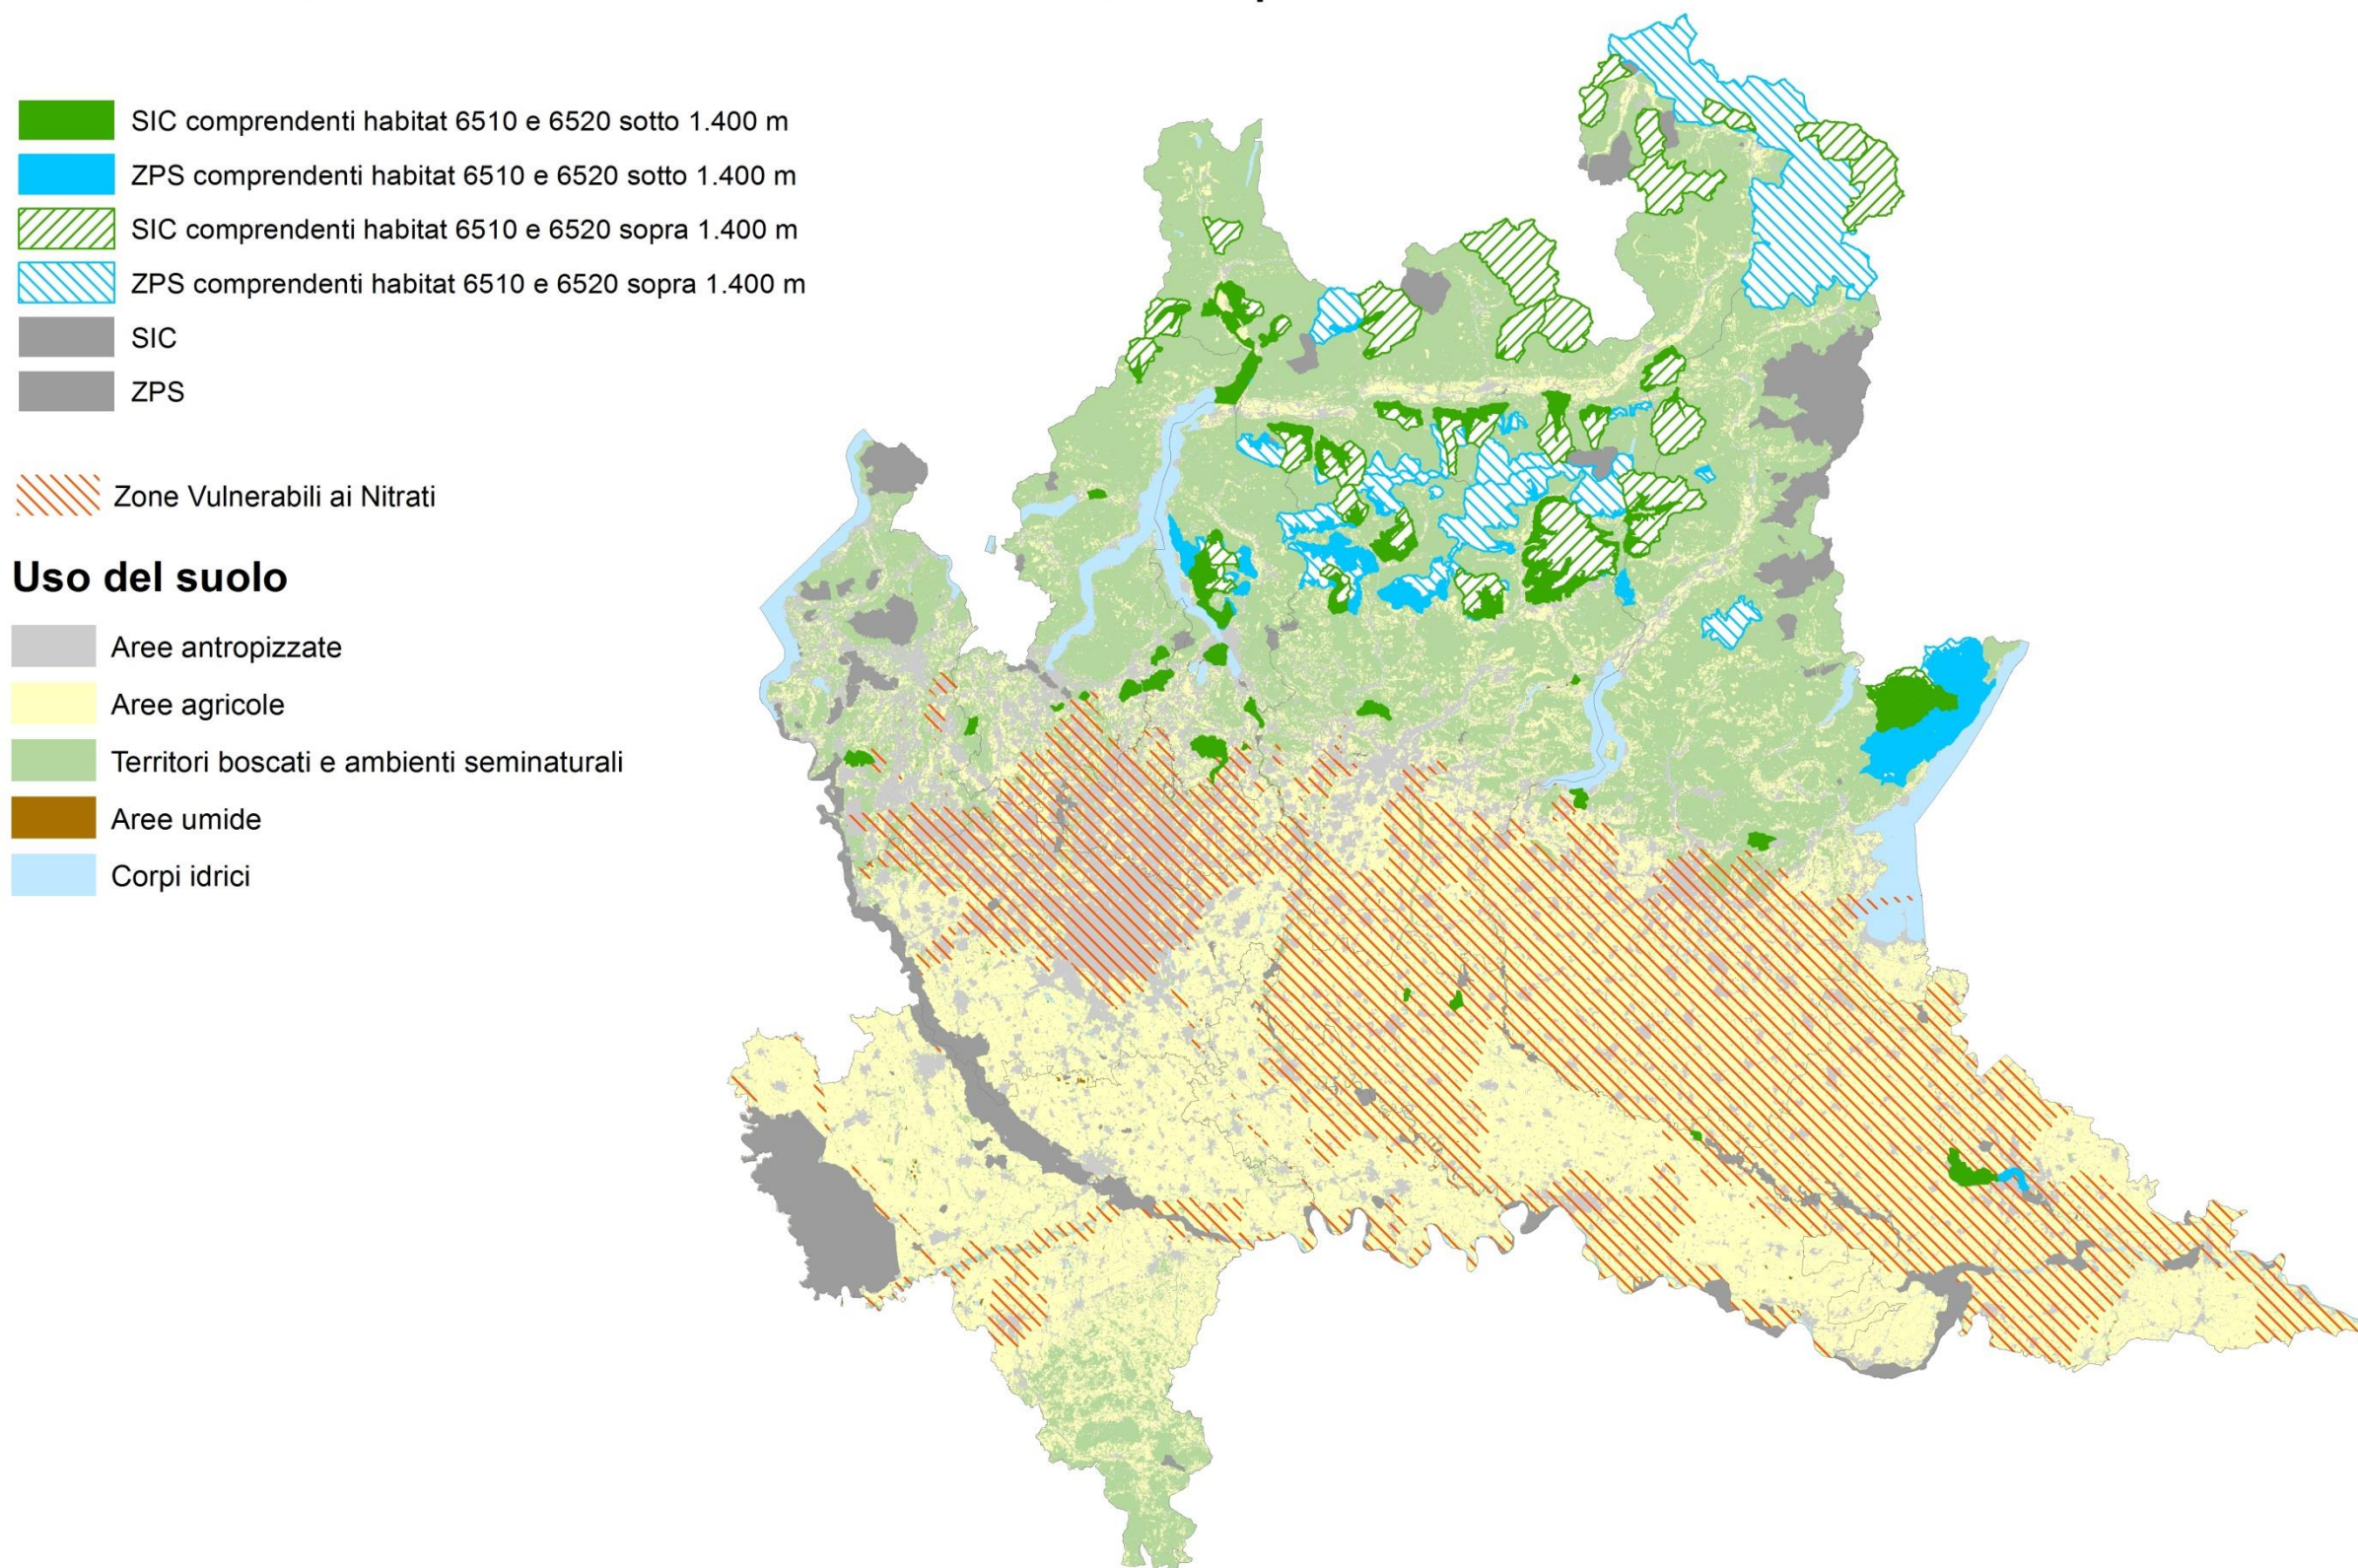 SIC comprendenti habitat 6510 e 6520 sotto 1.400 m
ZPS comprendenti habitat 6510 e 6520 sotto 1.400 m
SIC comprendenti habitat 6510 e 6520 sopra 1.400 m
ZPS comprendenti habitat 6510 e 6520 sopra 1.400 m
SIC
ZPS
Zone Vulnerabili ai Nitrati
Uso del suolo
Aree antropizzate
Aree agricole
Territori boscati e ambienti seminaturali
Aree umide
Corpi idrici